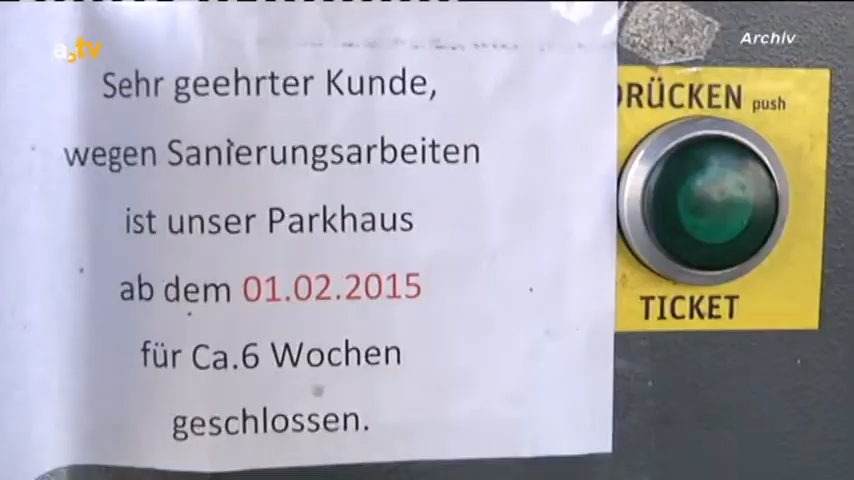 a.tv
Archiv
Sehr geehrter Kunde,
wegen Sanierungsarbeiten
ist unser Parkhaus
ab dem 01.02.2015
für Ca.6 Wochen
geschlossen.
DRÜCKEN push
TICKET